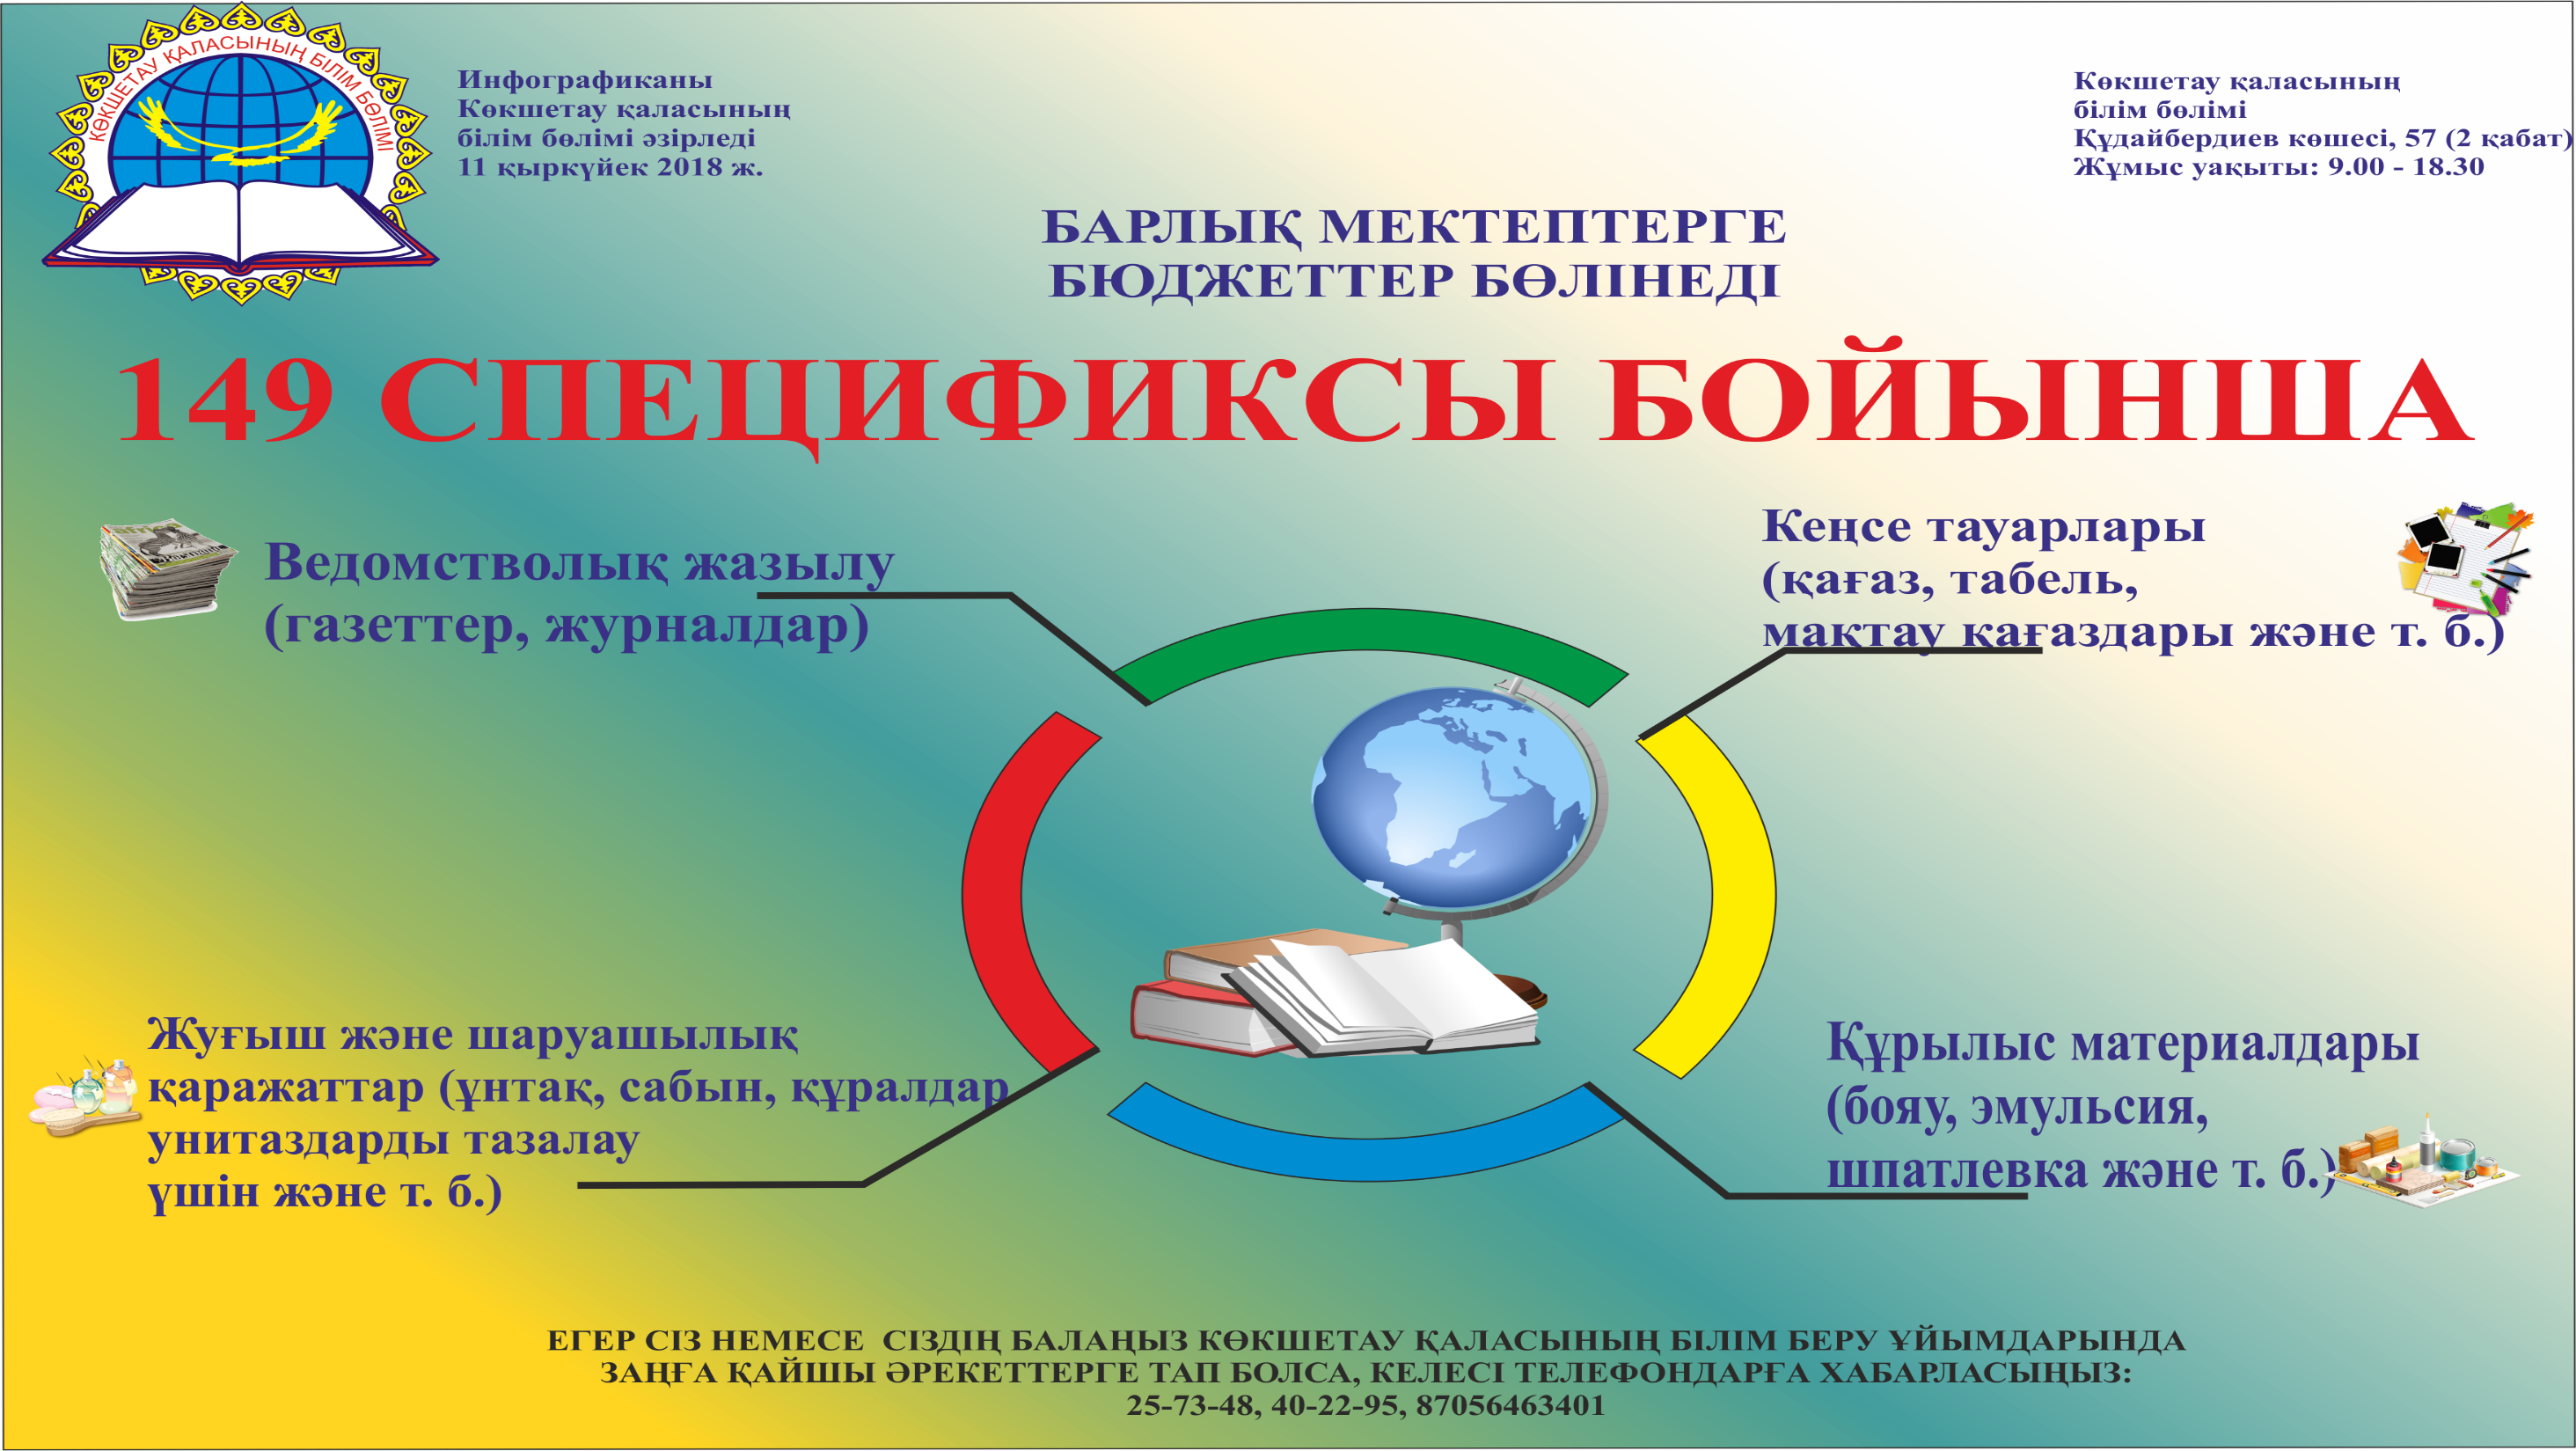 КӨКШЕТАУ ҚАЛАСЫНЫҢ БІЛІМ БӨЛІМІ
Инфографиканы
Көкшетау қаласының
білім бөлімі әзірледі
11 қыркүйек 2018 ж.
Көкшетау қаласының
білім бөлімі
Құдайбердиев көшесі, 57 (2 қабат)
Жұмыс уақыты: 9.00 - 18.30
БАРЛЫҚ МЕКТЕПТЕРГЕ
БЮДЖЕТТЕР БӨЛІНЕДІ
149 СПЕЦИФИКСЫ БОЙЫНША
Ведомстволық жазылу
(газеттер, журналдар)
Кеңсе тауарлары
(қағаз, табель,
мақтау қағаздары және т. б.)
Жуғыш және шаруашылық
қаражаттар (ұнтақ, сабын, құралдар
унитаздарды тазалау
үшін және т. б.)
Құрылыс материалдары
(бояу, эмульсия,
шпатлевка және т. б.)
ЕГЕР СІЗ НЕМЕСЕ  СІЗДІҢ БАЛАҢЫЗ КӨКШЕТАУ ҚАЛАСЫНЫҢ БІЛІМ БЕРУ ҰЙЫМДАРЫНДА
ЗАҢҒА ҚАЙШЫ ӘРЕКЕТТЕРГЕ ТАП БОЛСА, КЕЛЕСІ ТЕЛЕФОНДАРҒА ХАБАРЛАСЫҢЫЗ:
25-73-48, 40-22-95, 87056463401